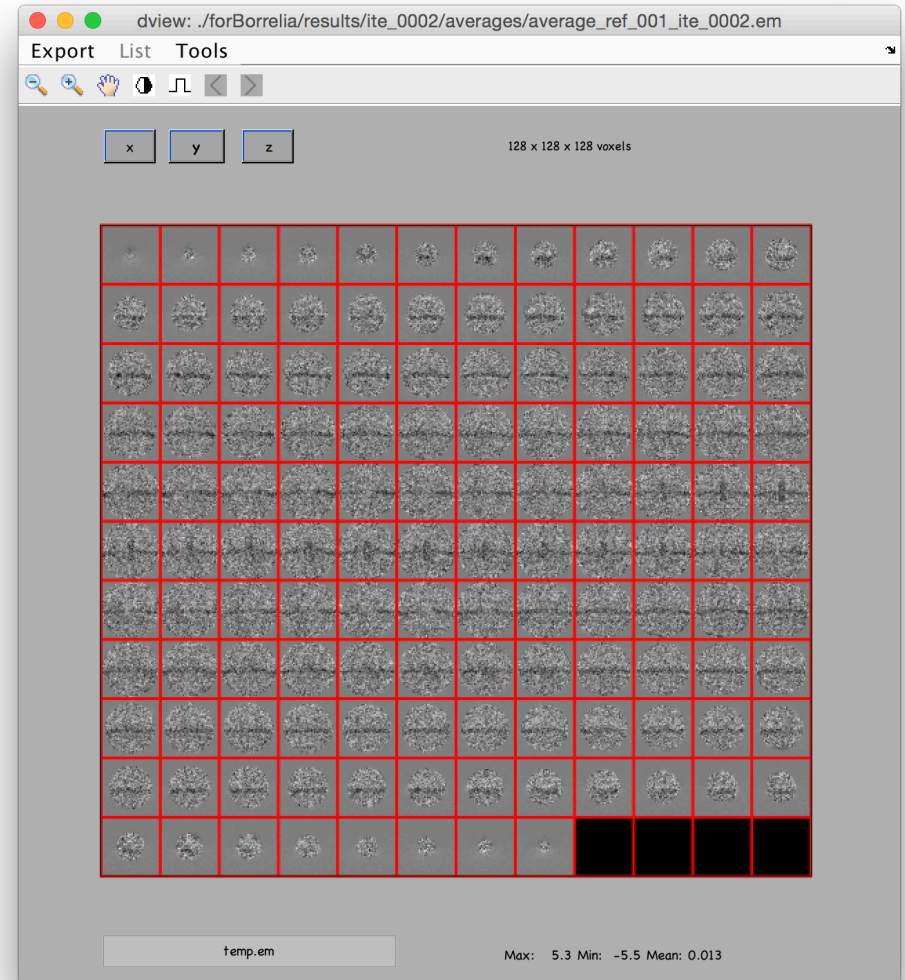 dview: ./forBorrelia/results/ite_0002/averages/average_ref_001_ite_0002.em
Export List Tools
x y z 128 x 128 x 128 voxels
temp.em Max: 5.3 Min: -5.5 Mean: 0.013